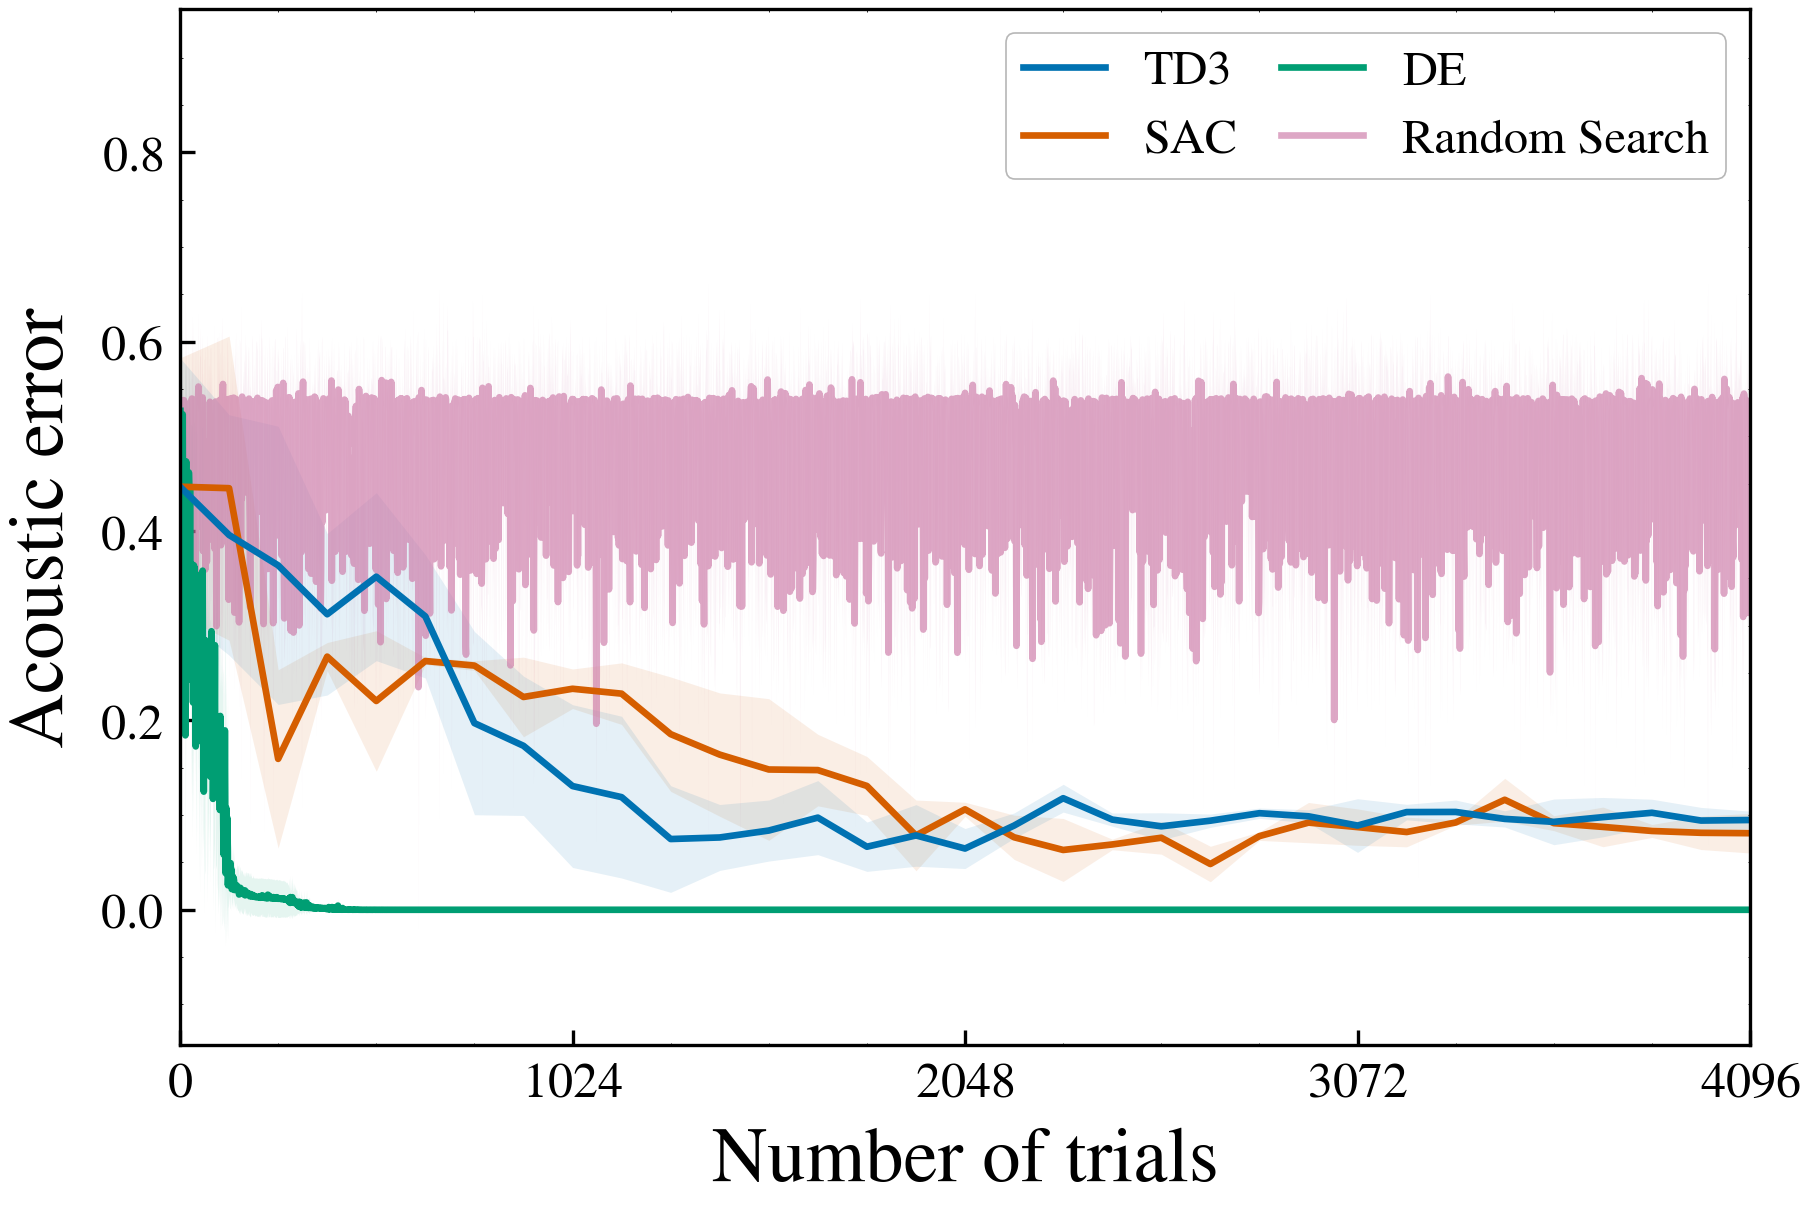 TD3
DE
SAC
Random Search
0.8
0.6
0.4
0.2
0.0
Acoustic error
0
1024
2048
3072
4096
Number of trials